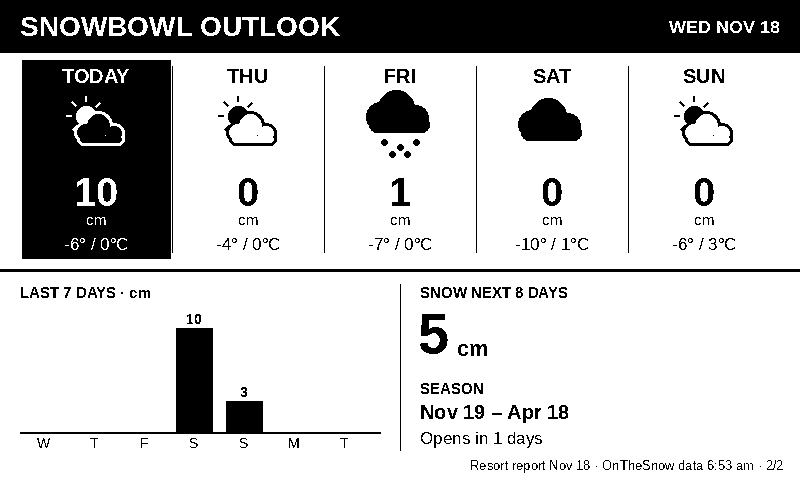 SNOWBOWL OUTLOOK
WED NOV 18
TODAY
10
cm
-6° / 0°C
THU
0
cm
-4° / 0°C
FRI
1
cm
-7° / 0°C
SAT
0
cm
-10° / 1°C
SUN
0
cm
-6° / 3°C
LAST 7 DAYS · cm
10
3
W T F S S M T
SNOW NEXT 8 DAYS
5 cm
SEASON
Nov 19 – Apr 18
Opens in 1 days
Resort report Nov 18 · OnTheSnow data 6:53 am · 2/2